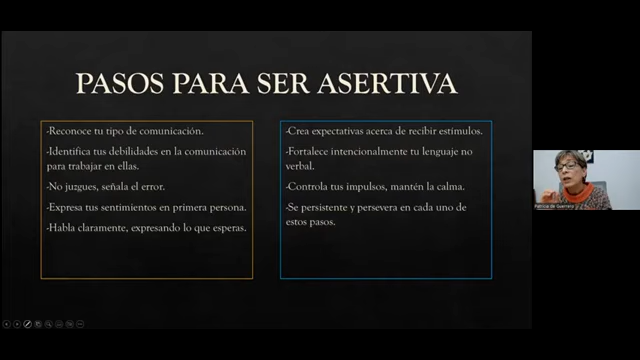 PASOS PARA SER ASERTIVA
-Reconoce tu tipo de comunicación.
-Identifica tus debilidades en la comunicación
para trabajar en ellas.
-No juzgues, señala el error.
-Expresa tus sentimientos en primera persona.
-Habla claramente, expresando lo que esperas.
-Crea expectativas acerca de recibir estímulos.
-Fortalece intencionalmente tu lenguaje no
verbal.
-Controla tus impulsos, mantén la calma.
-Se persistente y persevera en cada uno de
estos pasos.
Patricia de Guerrero